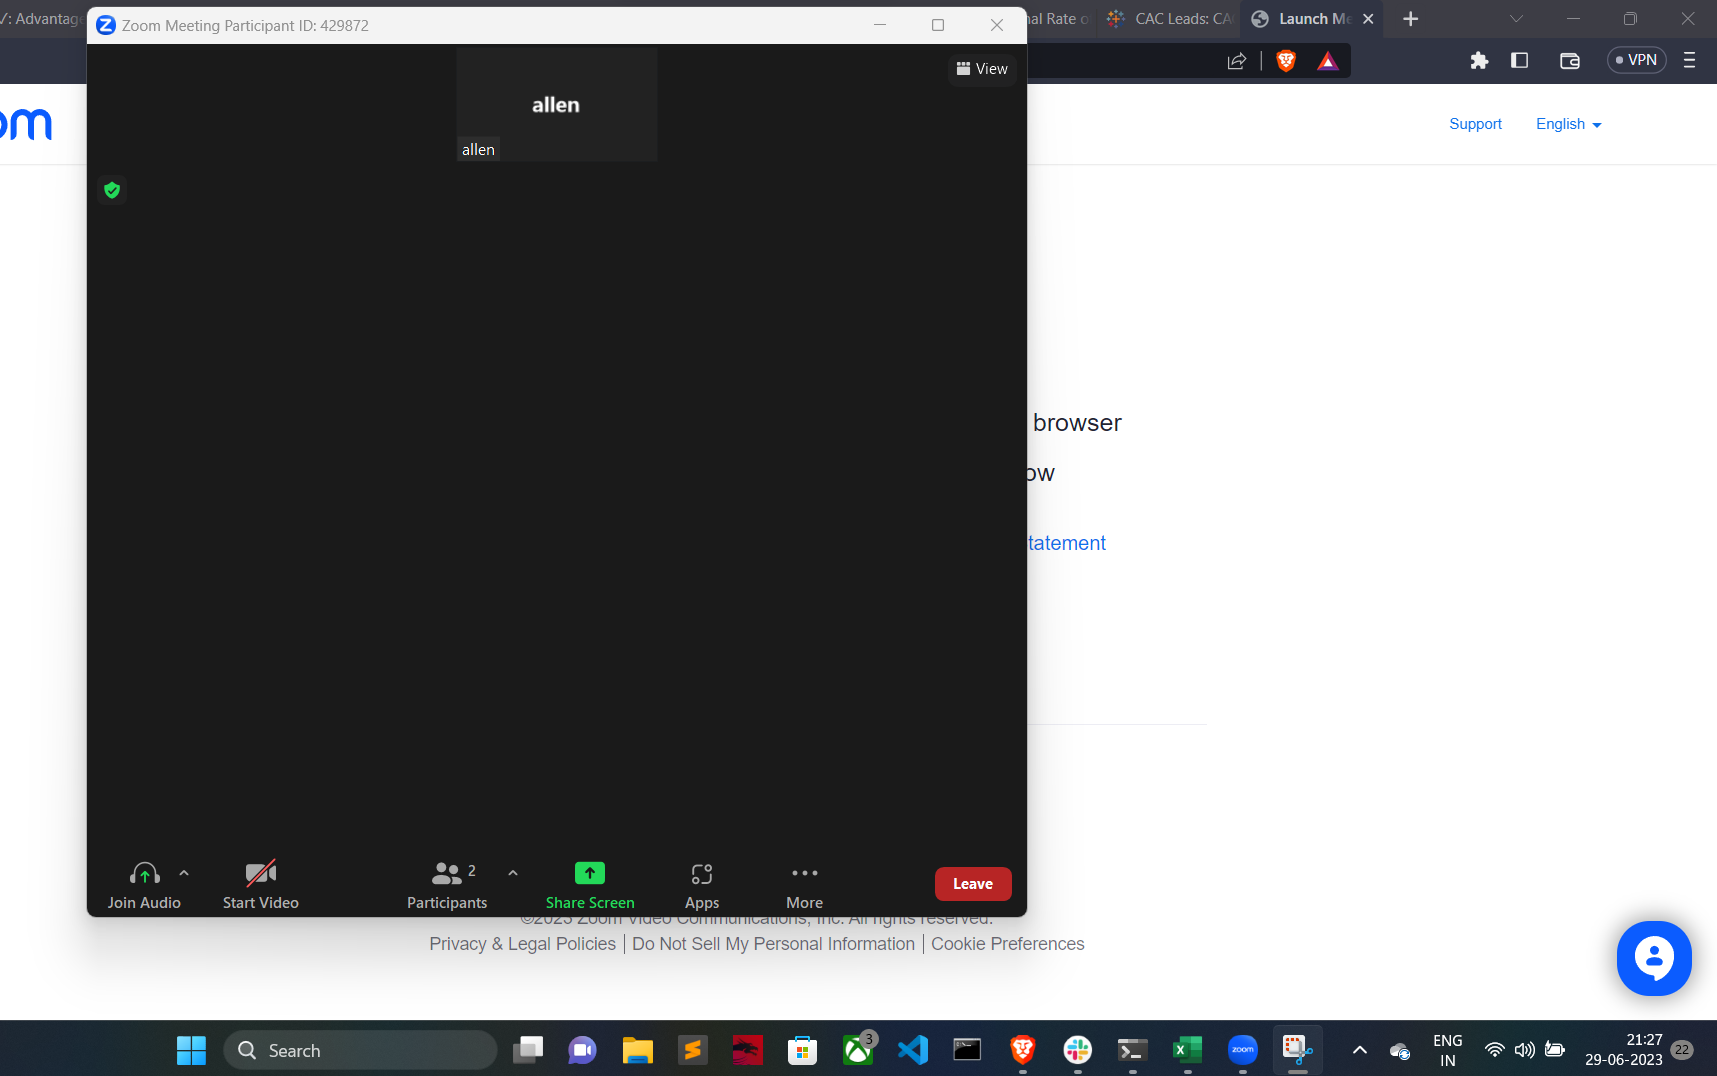 : Advantage
Zoom Meeting Participant ID: 429872
nal Rate o
CAC Leads: CA
Launch Me
VPN
View
allen
allen
om
Support
English
browser
ow
tatement
Join Audio
Start Video
2
Participants
Share Screen
Apps
More
Leave
©2023 Zoom Video Communications, Inc. All rights reserved.
Privacy & Legal Policies | Do Not Sell My Personal Information | Cookie Preferences
Search
3
zoom
ENG
IN
21:27
29-06-2023
22